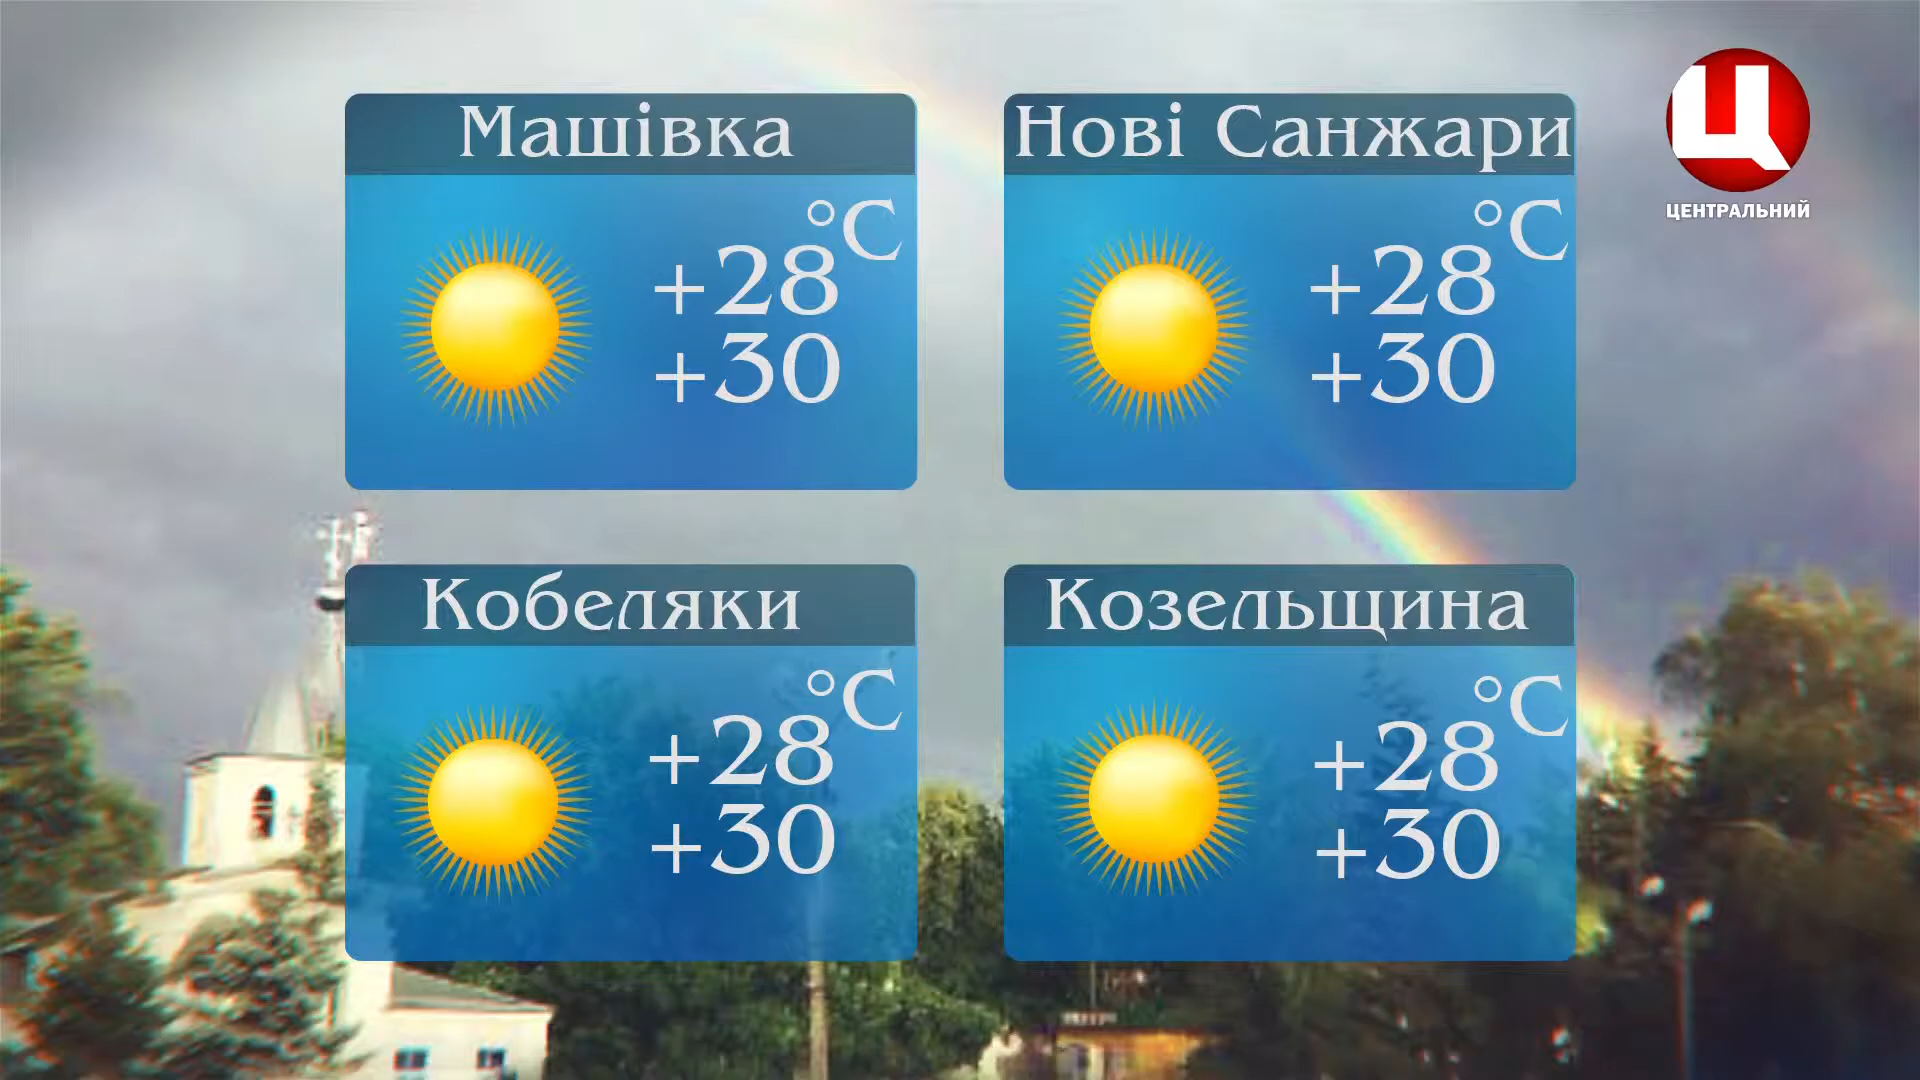 Машівка
°C
+28
+30
Нові Санжари
°C
+28
+30
Ц
ЦЕНТРАЛЬНИЙ
Кобеляки
°C
+28
+30
Козельщина
°C
+28
+30